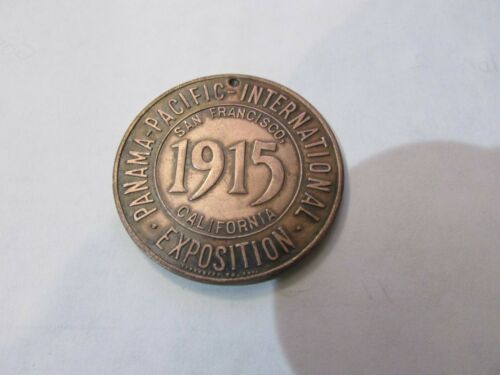 · PANAMA-PACIFIC-INTERNATIONAL ·
EXPOSITION
SAN FRANCISCO,
1915
CALIFORNIA